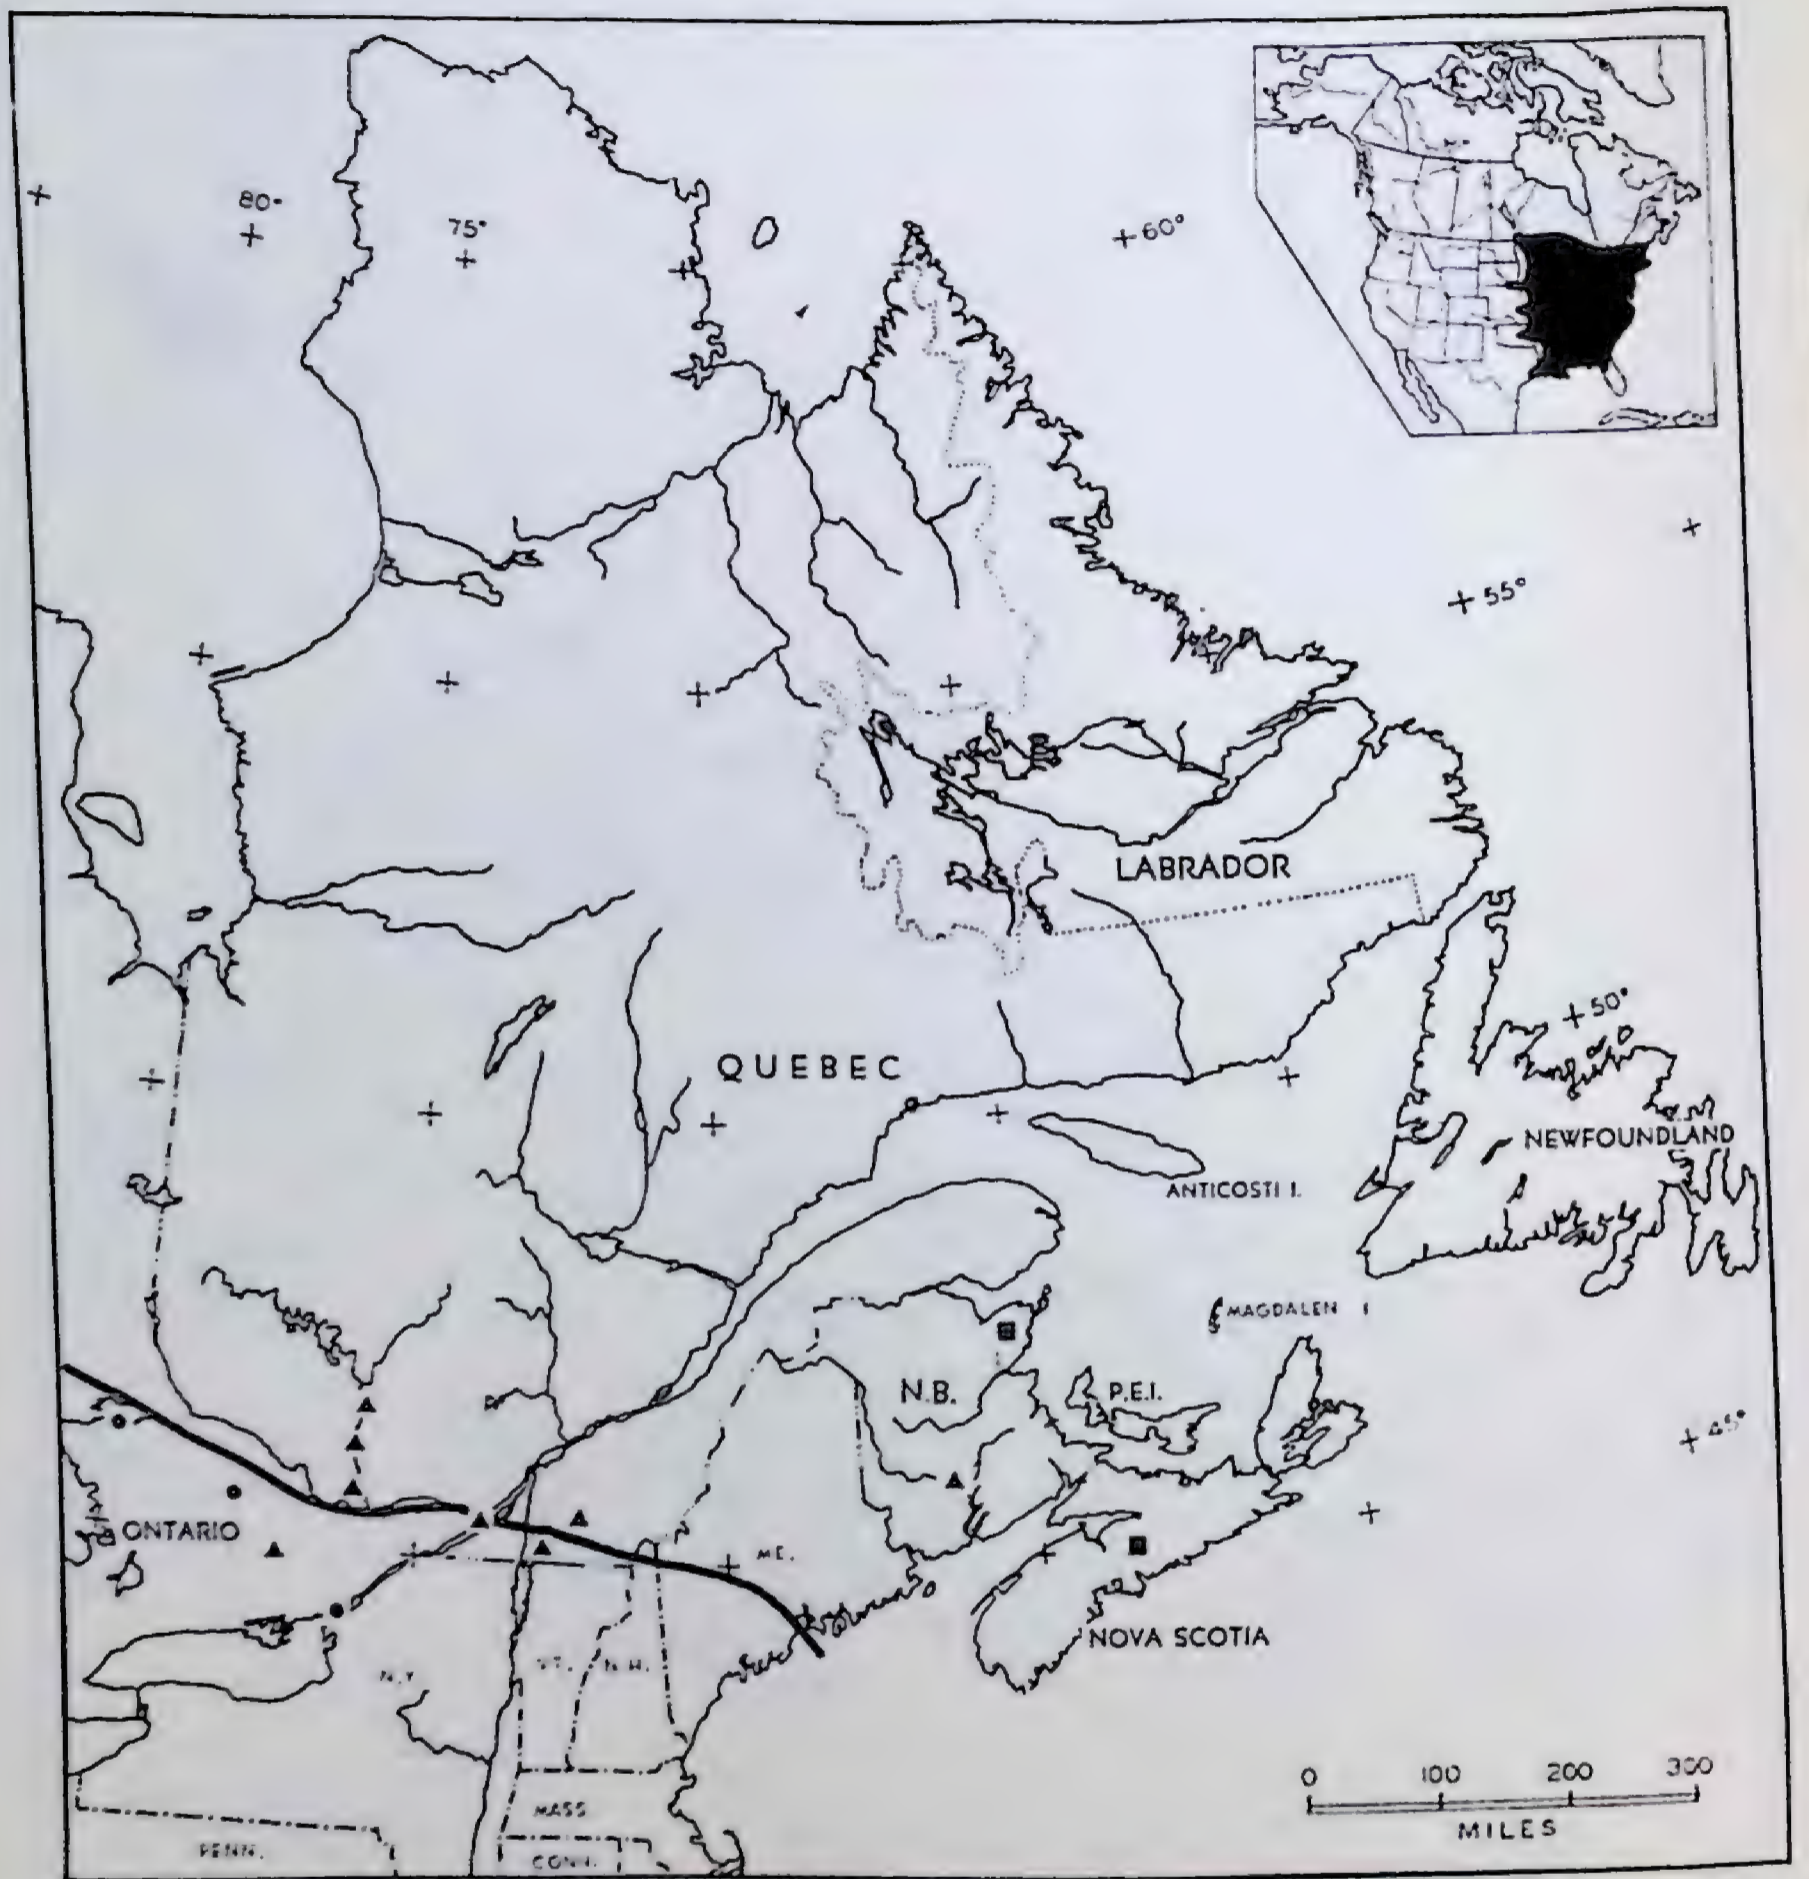 80°
75°
60°
55°
LABRADOR
50°
QUEBEC
NEWFOUNDLAND
ANTICOSTI I.
MAGDALEN I
N.B.
P.E.I.
45°
ONTARIO
ME.
NOVA SCOTIA
N.Y.
VT.
N.H.
0 100 200 300
MILES
MASS
PENN.
CONN.